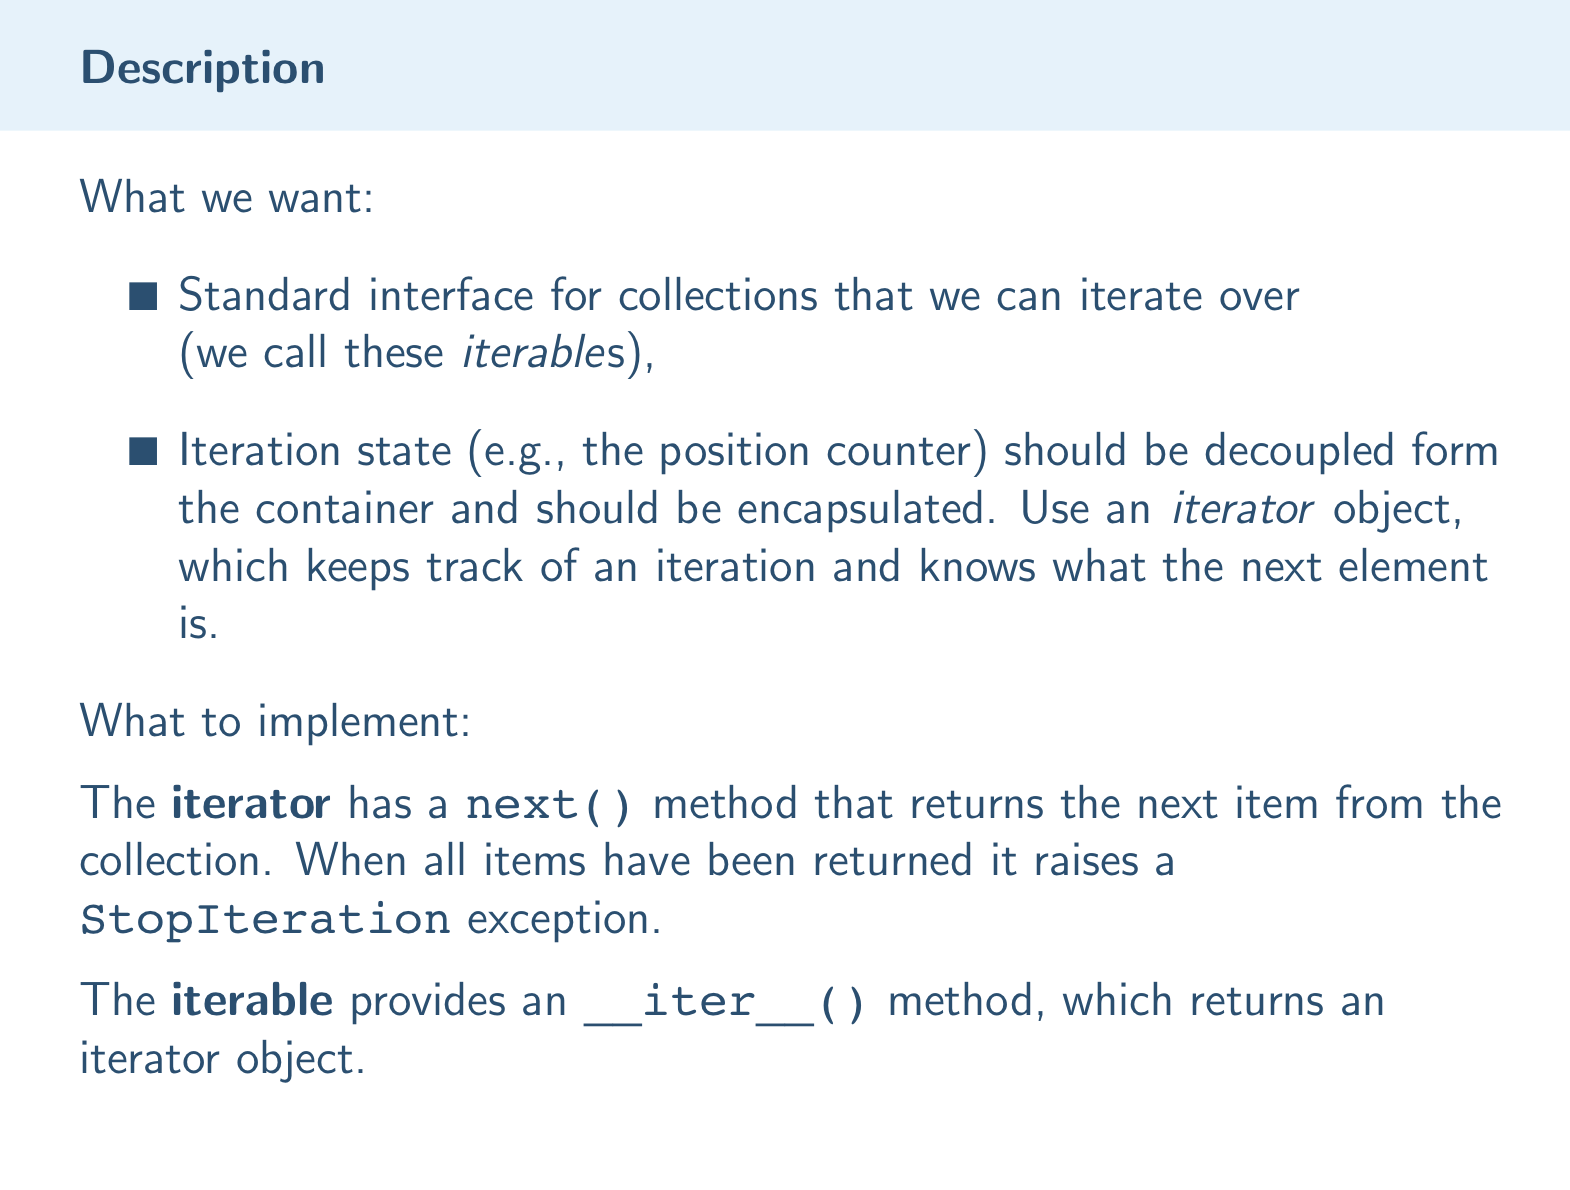 Description
What we want:
■ Standard interface for collections that we can iterate over
(we call these iterables),
■ Iteration state (e.g., the position counter) should be decoupled form
the container and should be encapsulated. Use an iterator object,
which keeps track of an iteration and knows what the next element
is.
What to implement:
The iterator has a next() method that returns the next item from the
collection. When all items have been returned it raises a
StopIteration exception.
The iterable provides an __iter__() method, which returns an
iterator object.